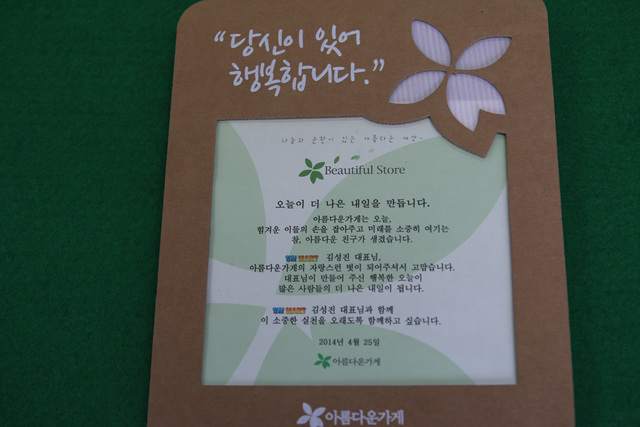 “당신이 있어
행복합니다.”
나눔과 순환이 있는 아름다운 세상~
Beautiful Store
오늘이 더 나은 내일을 만듭니다.
아름다운가게는 오늘,
힘겨운 이들의 손을 잡아주고 미래를 소중히 여기는
참, 아름다운 친구가 생겼습니다.
김성진 대표님,
아름다운가게의 자랑스런 벗이 되어주셔서 고맙습니다.
대표님이 만들어 주신 행복한 오늘이
많은 사람들의 더 나은 내일이 됩니다.
김성진 대표님과 함께
이 소중한 실천을 오래도록 함께하고 싶습니다.
2014년 4월 25일
아름다운가게
아름다운가게